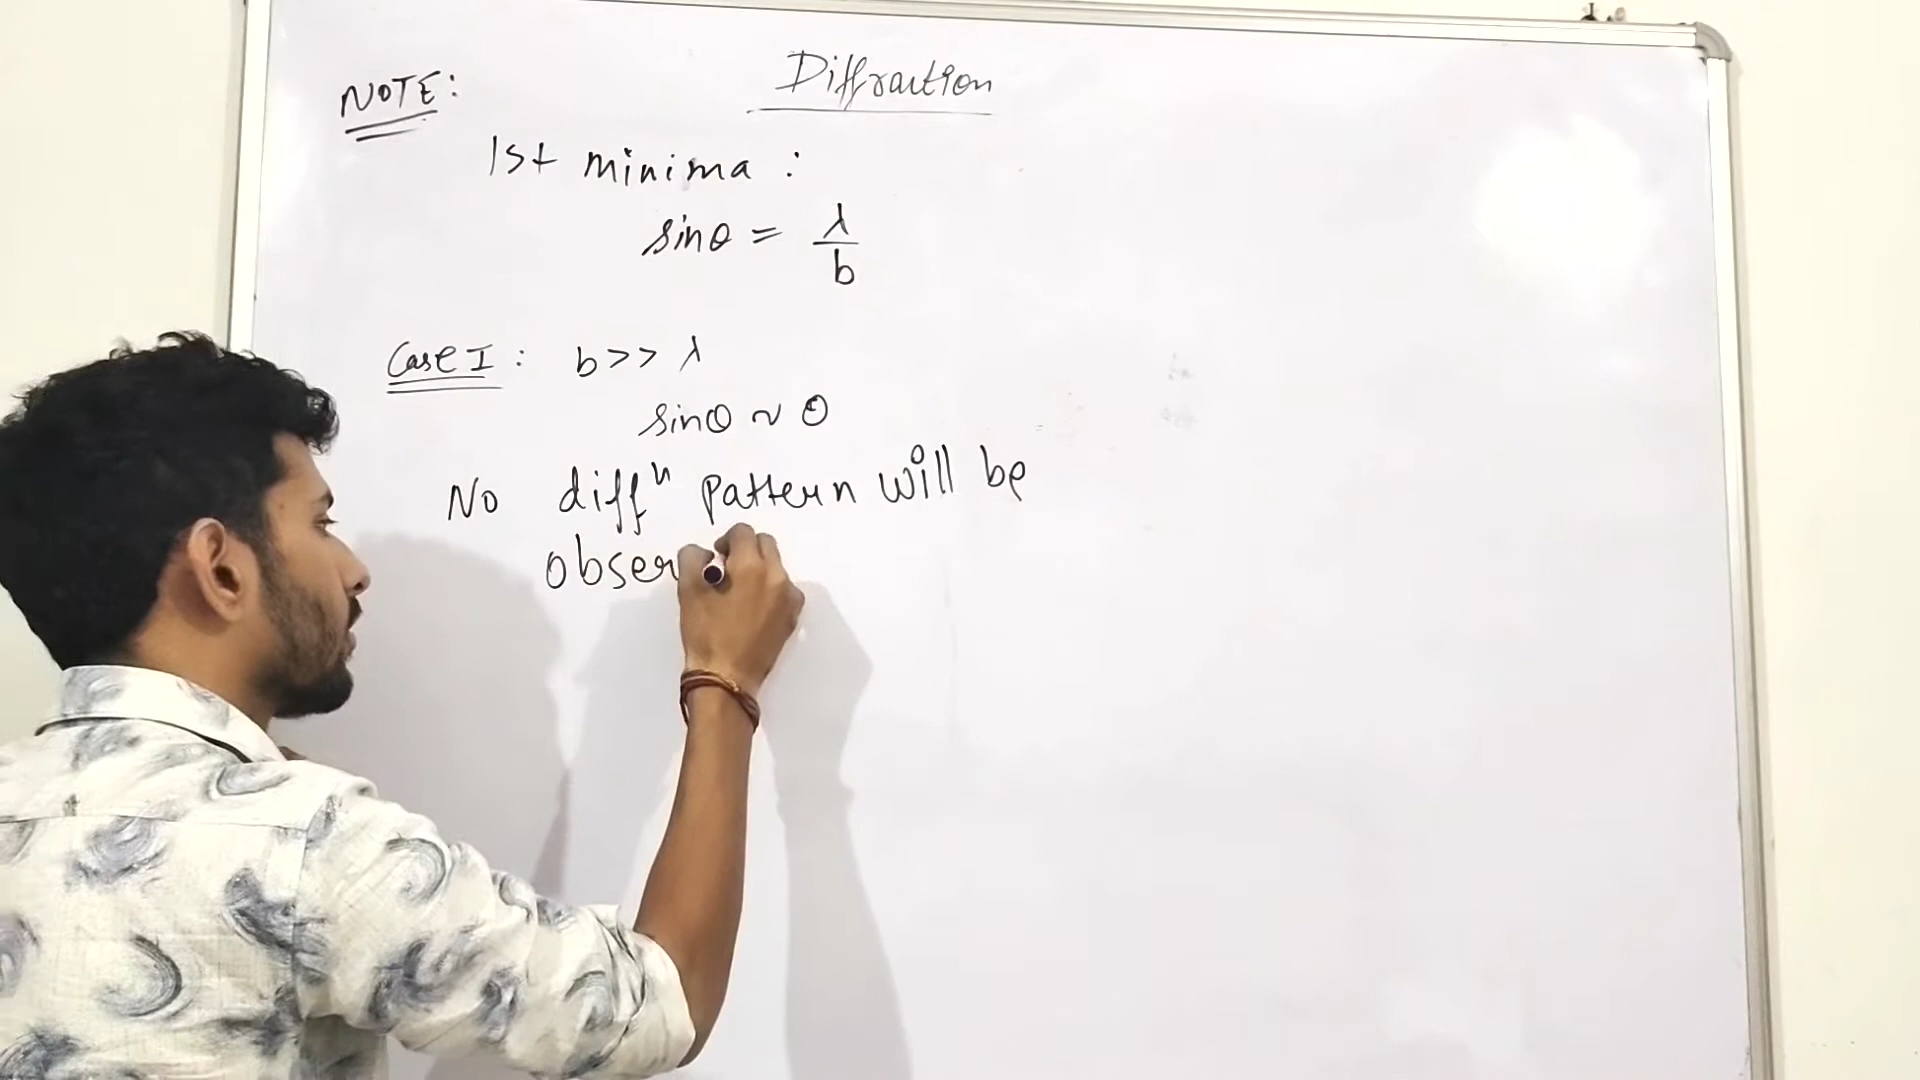 Diffraction
NOTE:
1st minima :
sinθ = λ/b
Case I : b >> λ
sinθ ~ θ
No diffⁿ pattern will be
obser